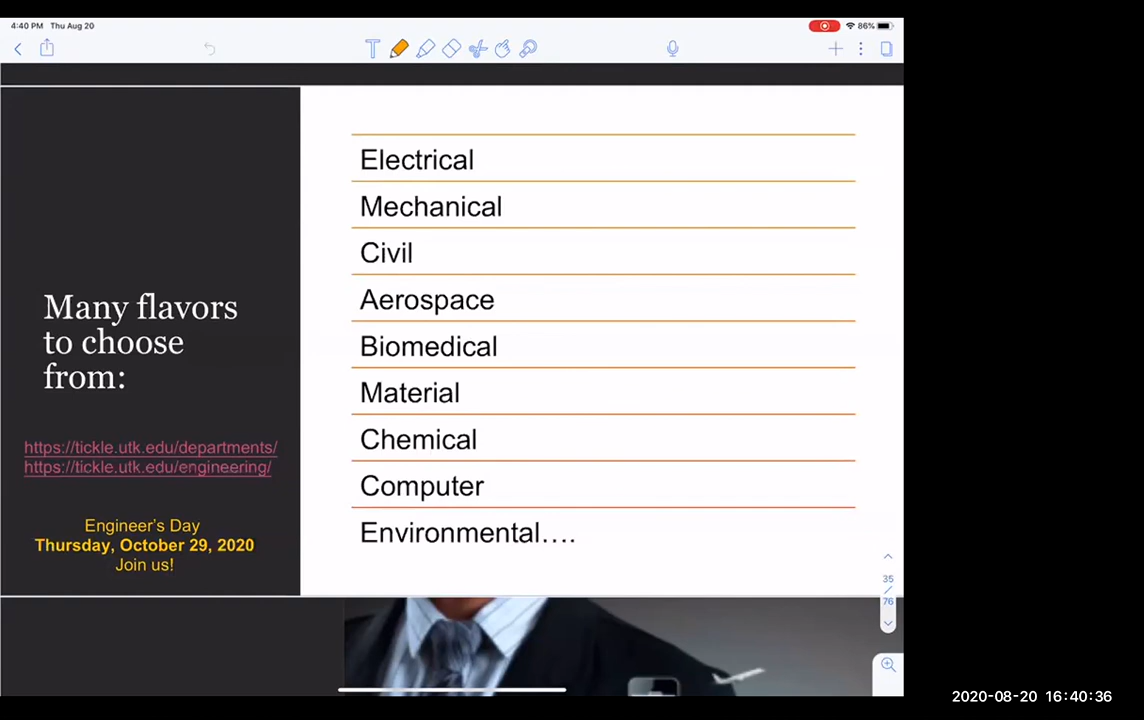 4:40 PM Thu Aug 20
86%
T
Many flavors
to choose
from:
https://tickle.utk.edu/departments/
https://tickle.utk.edu/engineering/
Engineer's Day
Thursday, October 29, 2020
Join us!
Electrical
Mechanical
Civil
Aerospace
Biomedical
Material
Chemical
Computer
Environmental....
35
/
76
2020-08-20 16:40:36